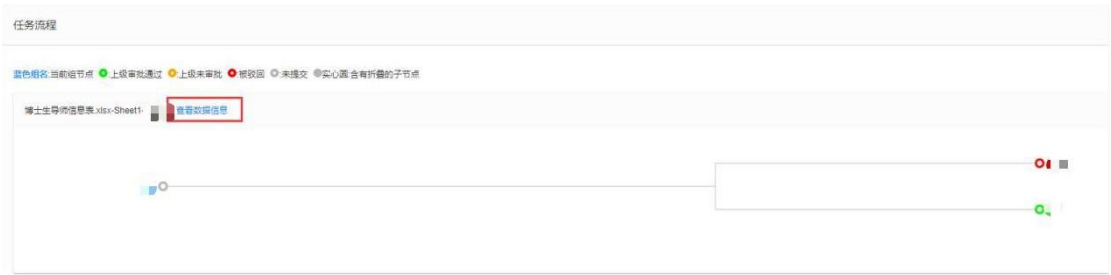 任务流程
蓝色组名:当前组节点 :上级审批通过 :上级未审批 :被驳回 :未提交 实心圆:含有折叠的子节点
博士生导师信息表.xlsx-Sheet1- 查看数据信息